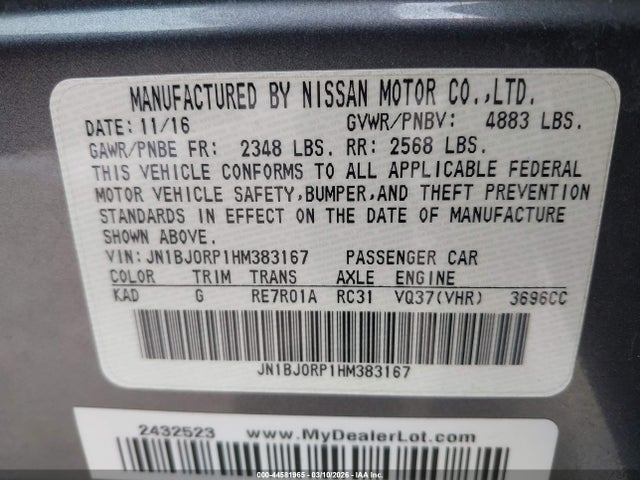 MANUFACTURED BY NISSAN MOTOR CO.,LTD.
DATE: 11/16 GVWR/PNBV: 4883 LBS.
GAWR/PNBE FR: 2348 LBS. RR: 2568 LBS.
THIS VEHICLE CONFORMS TO ALL APPLICABLE FEDERAL
MOTOR VEHICLE SAFETY,BUMPER,AND THEFT PREVENTION
STANDARDS IN EFFECT ON THE DATE OF MANUFACTURE
SHOWN ABOVE.
VIN: JN1BJ0RP1HM383167 PASSENGER CAR
COLOR TRIM TRANS AXLE ENGINE
KAD G RE7R01A RC31 VQ37(VHR) 3696CC
JN1BJ0RP1HM383167
2432523 www.MyDealerLot.com
000-44581965 - 03/10/2026 - IAA Inc.